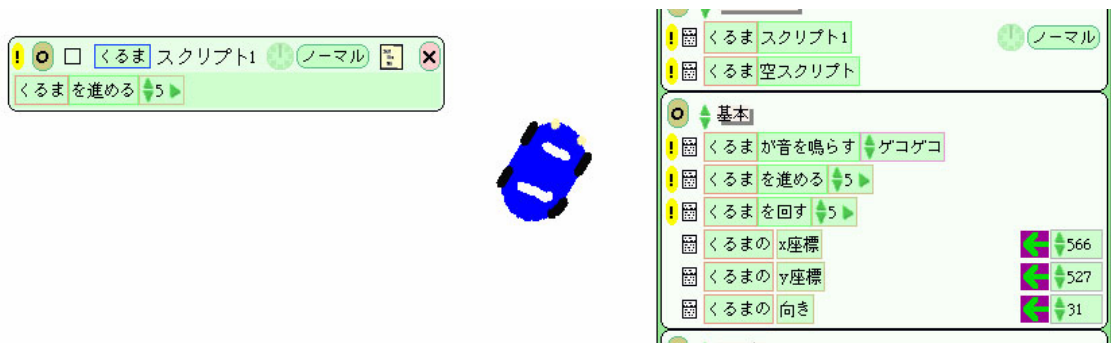 ! くるま スクリプト1 ノーマル
くるま を進める 5
! くるま スクリプト1 ノーマル
! くるま 空スクリプト
基本
! くるま が音を鳴らす ゲコゲコ
! くるま を進める 5
! くるま を回す 5
くるまの x座標 566
くるまの y座標 527
くるまの 向き 31